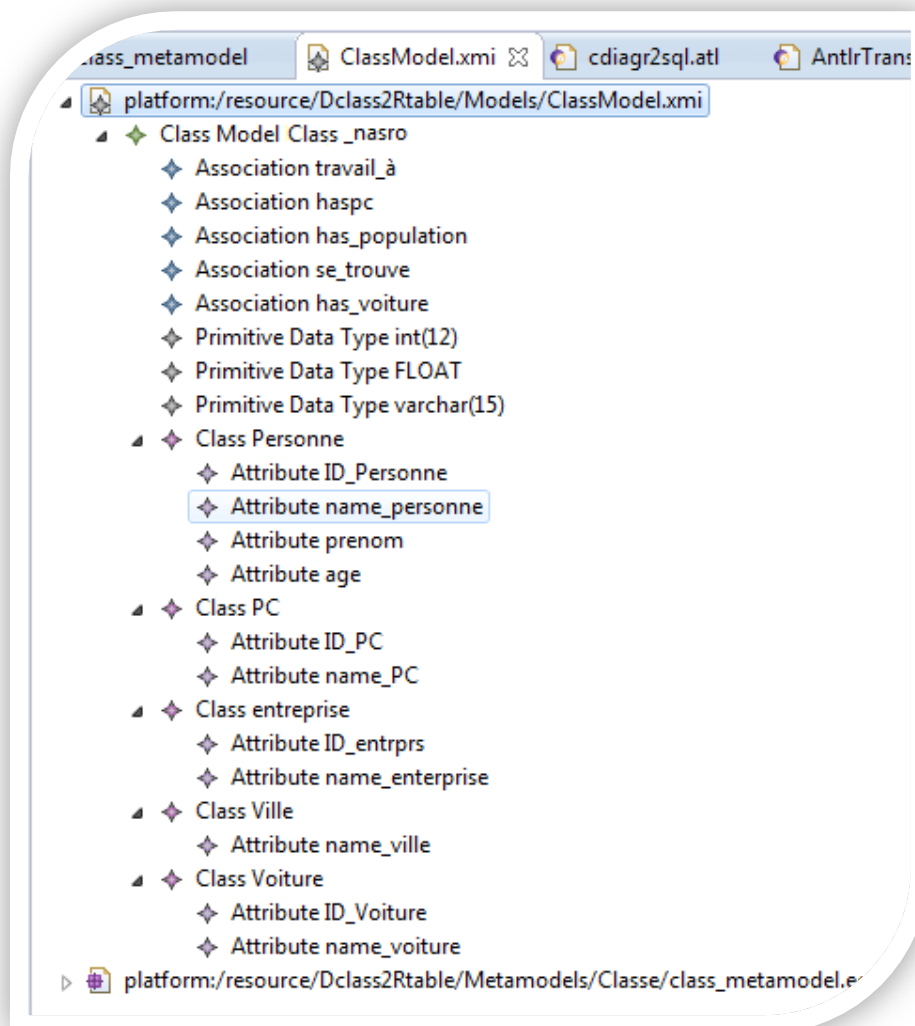 class_metamodel ClassModel.xmi cdiagr2sql.atl AntlrTrans
platform:/resource/Dclass2Rtable/Models/ClassModel.xmi
Class Model Class _nasro
Association travail_à
Association haspc
Association has_population
Association se_trouve
Association has_voiture
Primitive Data Type int(12)
Primitive Data Type FLOAT
Primitive Data Type varchar(15)
Class Personne
Attribute ID_Personne
Attribute name_personne
Attribute prenom
Attribute age
Class PC
Attribute ID_PC
Attribute name_PC
Class entreprise
Attribute ID_entrprs
Attribute name_enterprise
Class Ville
Attribute name_ville
Class Voiture
Attribute ID_Voiture
Attribute name_voiture
platform:/resource/Dclass2Rtable/Metamodels/Classe/class_metamodel.e